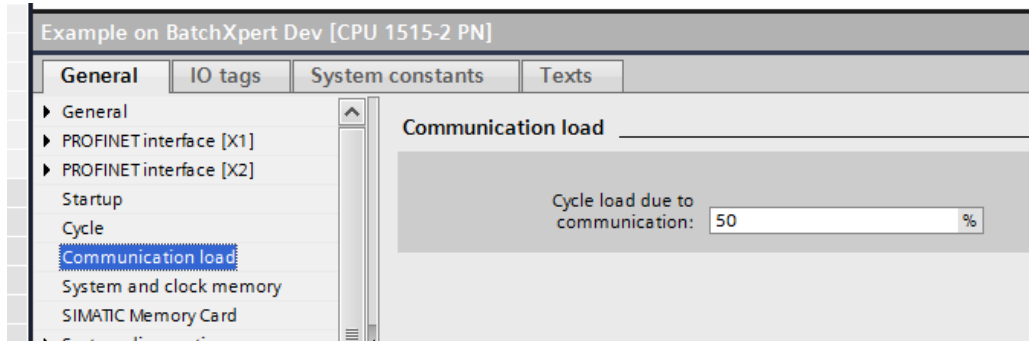 Example on BatchXpert Dev [CPU 1515-2 PN]
General
IO tags
System constants
Texts
General
PROFINET interface [X1]
PROFINET interface [X2]
Startup
Cycle
Communication load
System and clock memory
SIMATIC Memory Card
Communication load
Cycle load due to
communication:
50
%